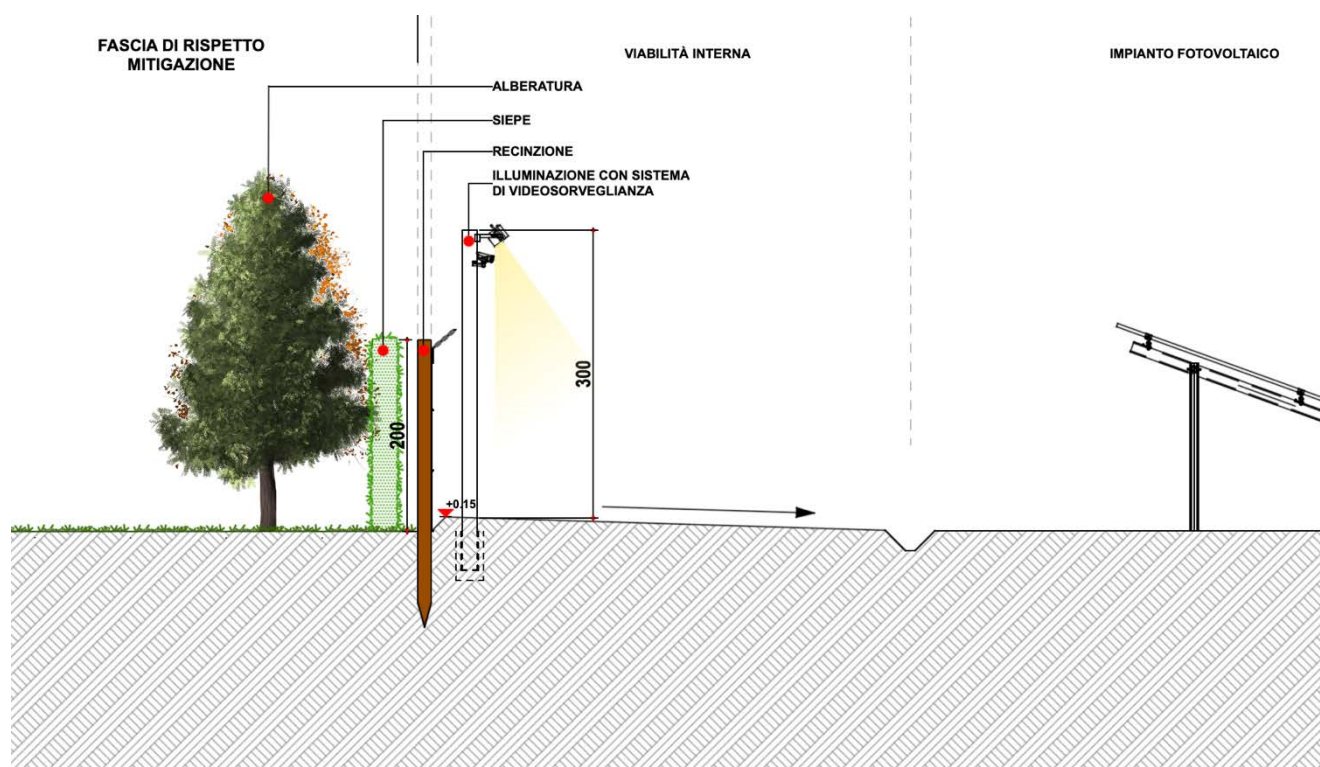 FASCIA DI RISPETTO
MITIGAZIONE
VIABILITÀ INTERNA
IMPIANTO FOTOVOLTAICO
ALBERATURA
SIEPE
RECINZIONE
ILLUMINAZIONE CON SISTEMA
DI VIDEOSORVEGLIANZA
300
200
+0.15